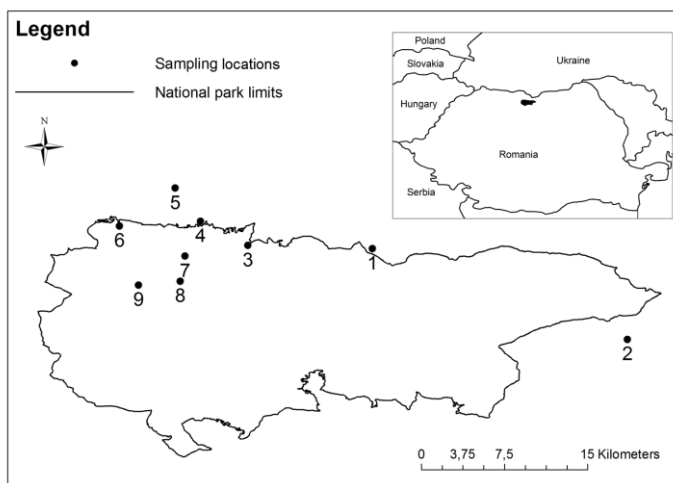 Legend
Sampling locations
National park limits
N
Poland
Slovakia
Ukraine
Hungary
Romania
Serbia
5
4
6
3
1
7
9
8
2
0 3,75 7,5 15 Kilometers